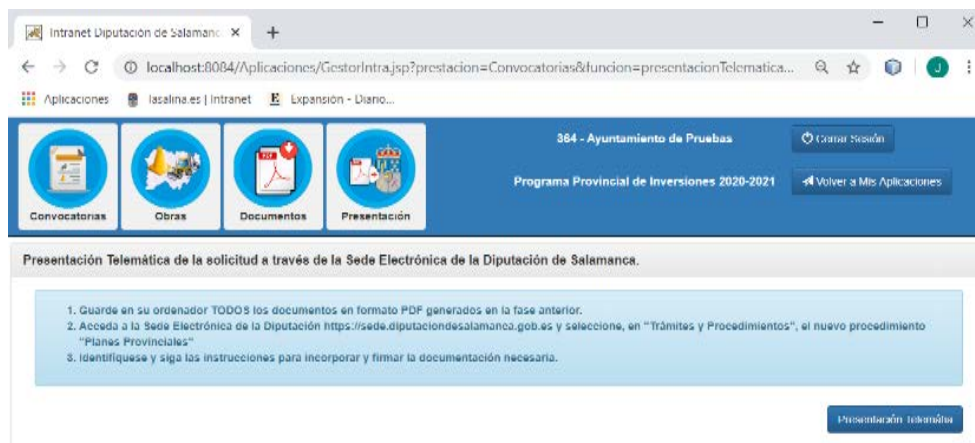 Intranet Diputación de Salamanc
localhost:8084/Aplicaciones/GestorIntra.jsp?prestacion=Convocatorias&funcion=presentacionTelematica...
J
Aplicaciones lasalina.es | Intranet E Expansión - Diario...
364 - Ayuntamiento de Pruebas
Cerrar Sesión
Programa Provincial de Inversiones 2020-2021
Volver a Mis Aplicaciones
PDF
Convocatorias Obras Documentos Presentación
Presentación Telemática de la solicitud a través de la Sede Electrónica de la Diputación de Salamanca.
1. Guarde en su ordenador TODOS los documentos en formato PDF generados en la fase anterior.
2. Acceda a la Sede Electrónica de la Diputación https://sede.diputaciondesalamanca.gob.es y seleccione, en "Trámites y Procedimientos", el nuevo procedimiento
"Planes Provinciales"
3. Identifíquese y siga las instrucciones para incorporar y firmar la documentación necesaria.
Presentación Telemática